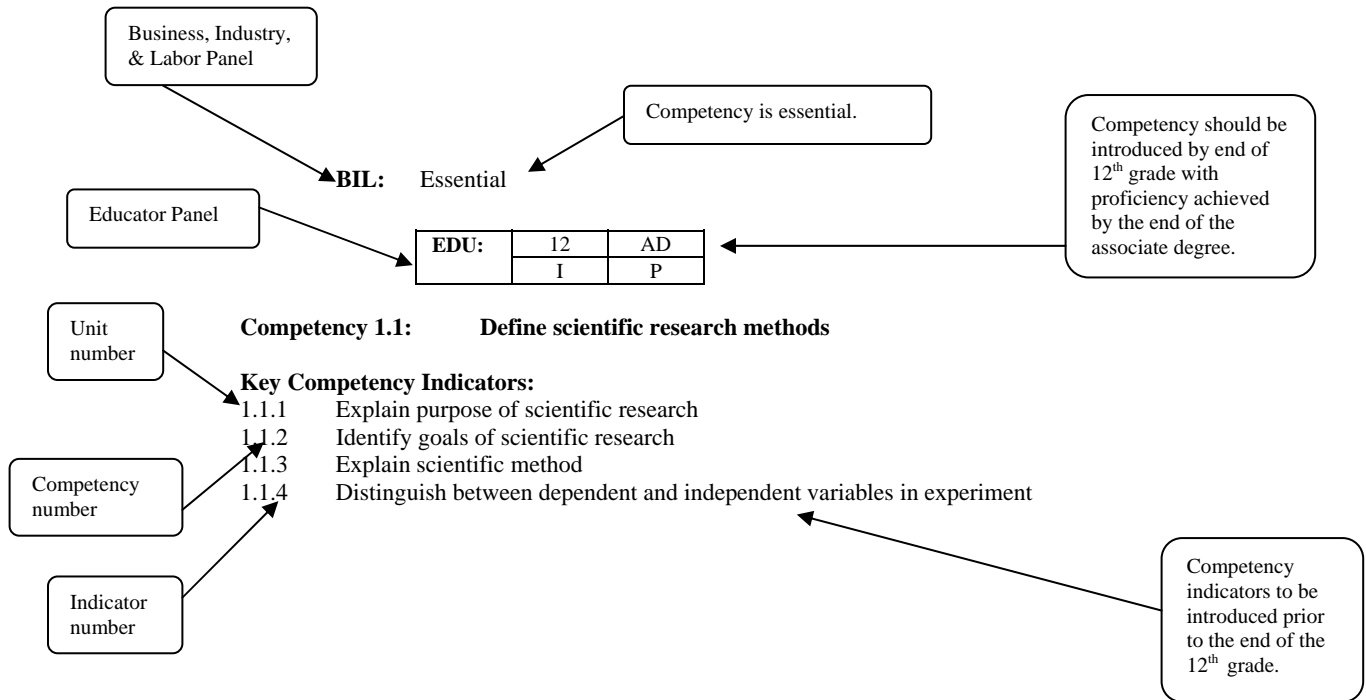 Business, Industry,
& Labor Panel
Competency is essential.
Competency should be
introduced by end of
12th grade with
proficiency achieved
by the end of the
associate degree.
BIL: Essential
Educator Panel
EDU: 12 AD
I P
Unit
number
Competency 1.1: Define scientific research methods
Key Competency Indicators:
1.1.1 Explain purpose of scientific research
1.1.2 Identify goals of scientific research
1.1.3 Explain scientific method
1.1.4 Distinguish between dependent and independent variables in experiment
Competency
number
Indicator
number
Competency
indicators to be
introduced prior
to the end of the
12th grade.